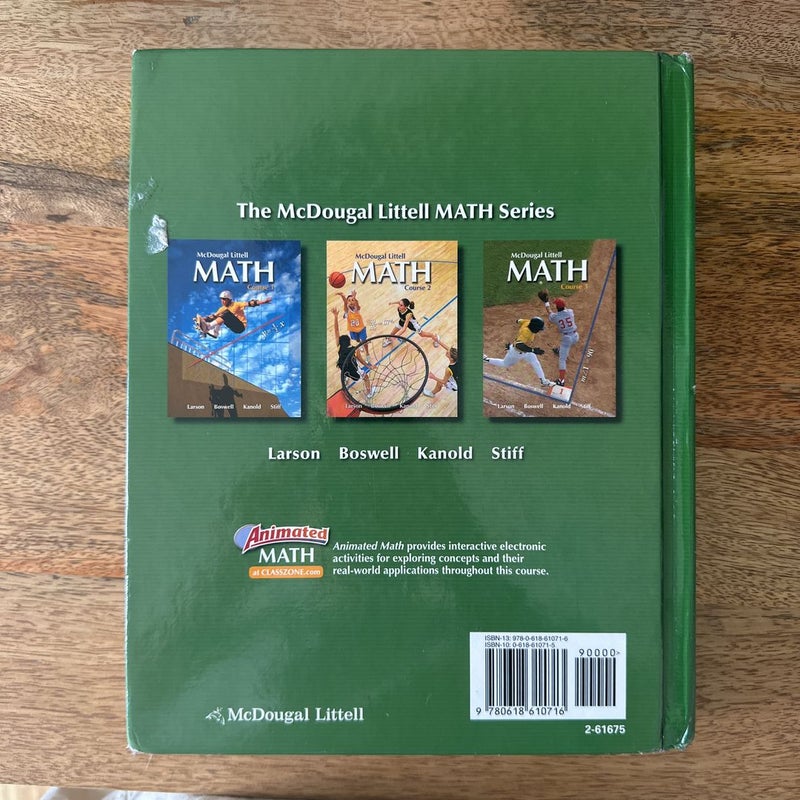 The McDougal Littell MATH Series
McDougal Littell
MATH
Course 1
Larson Boswell Kanold Stiff
McDougal Littell
MATH
Course 2
Larson Kanold
McDougal Littell
MATH
Course 3
35
Larson Boswell Kanold Stiff
Larson Boswell Kanold Stiff
Animated
MATH
at CLASSZONE.com
Animated Math provides interactive electronic
activities for exploring concepts and their
real-world applications throughout this course.
ISBN-13: 978-0-618-61071-6
ISBN-10: 0-618-61071-5
90000>
9 780618 610716
2-61675
McDougal Littell